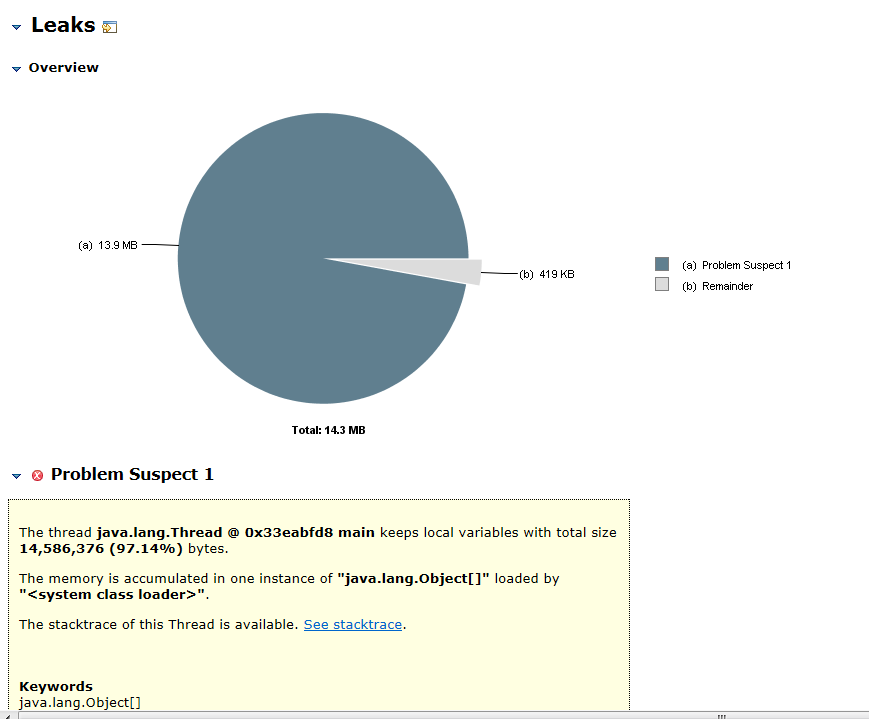 Leaks
Overview
(a) 13.9 MB
(b) 419 KB
(a) Problem Suspect 1
(b) Remainder
Total: 14.3 MB
Problem Suspect 1
The thread java.lang.Thread @ 0x33eabfd8 main keeps local variables with total size
14,586,376 (97.14%) bytes.
The memory is accumulated in one instance of "java.lang.Object[]" loaded by
"<system class loader>".
The stacktrace of this Thread is available. See stacktrace.
Keywords
java.lang.Object[]